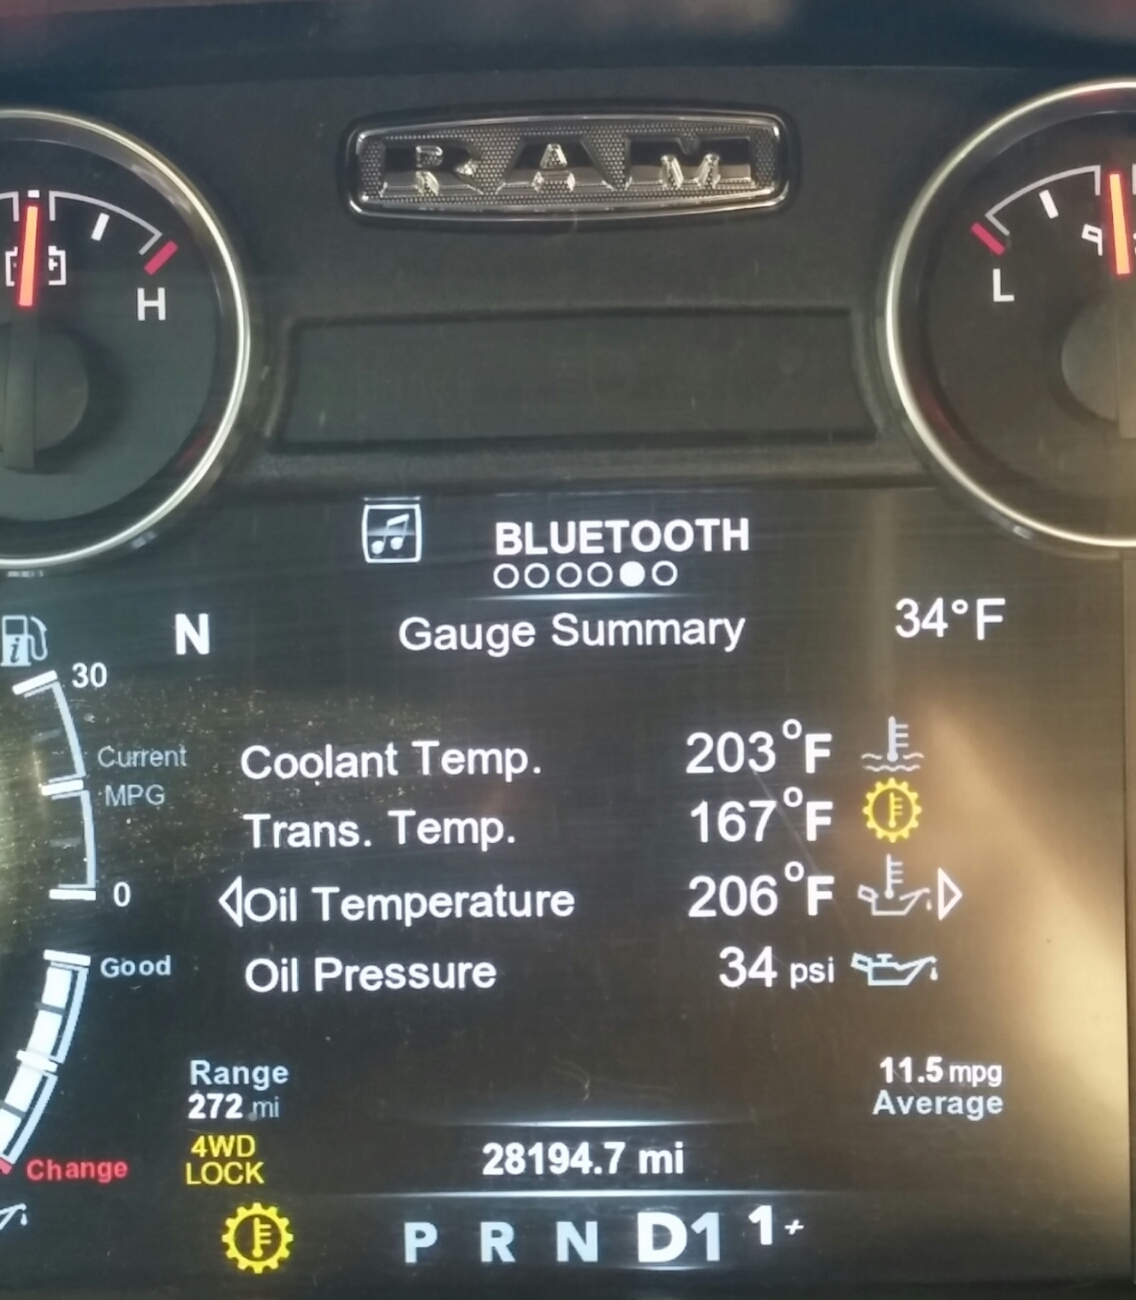 RAM
H
L
BLUETOOTH
N
Gauge Summary
34°F
30
Current
MPG
0
Coolant Temp. 203°F
Trans. Temp. 167°F
Oil Temperature 206°F
Oil Pressure 34 psi
Good
Change
Range
272 mi
11.5 mpg
Average
4WD
LOCK
28194.7 mi
P R N D1 1+